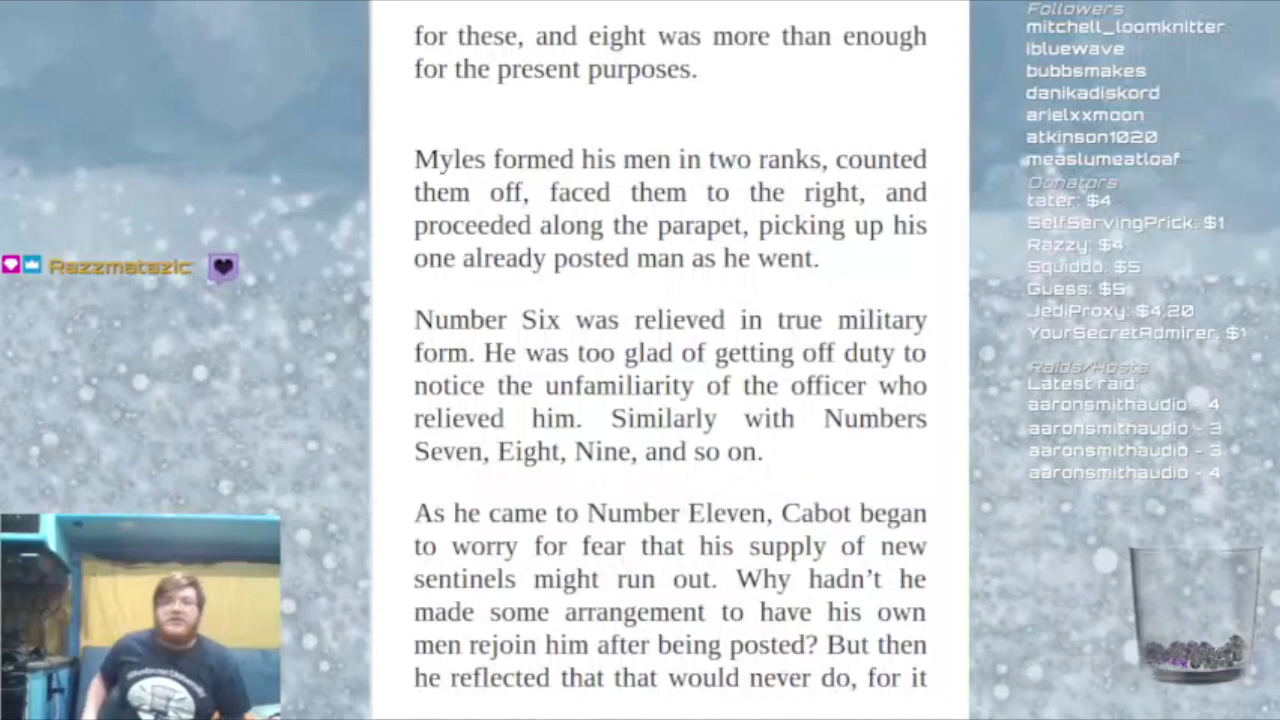 for these, and eight was more than enough
for the present purposes.
Myles formed his men in two ranks, counted
them off, faced them to the right, and
proceeded along the parapet, picking up his
one already posted man as he went.
Number Six was relieved in true military
form. He was too glad of getting off duty to
notice the unfamiliarity of the officer who
relieved him. Similarly with Numbers
Seven, Eight, Nine, and so on.
As he came to Number Eleven, Cabot began
to worry for fear that his supply of new
sentinels might run out. Why hadn’t he
made some arrangement to have his own
men rejoin him after being posted? But then
he reflected that that would never do, for it
Razzmatazic
Followers
mitchell_loomknitter
ibluewave
bubbsmakes
danikadiskord
arielxxmoon
atkinson1020
measlymeatloaf
Donators
tater: $4
SelfServingPrick: $1
Razzy: $4
Squiddo: $5
Guess: $5
JediProxy: $4.20
YourSecretAdmirer: $1
Raids/Hosts
Latest raid:
aaronsmithaudio - 4
aaronsmithaudio - 3
aaronsmithaudio - 3
aaronsmithaudio - 4